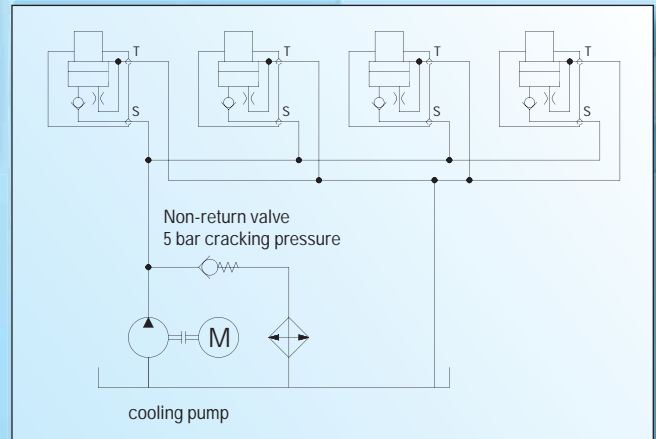 T
T
T
T
S
S
S
S
Non-return valve
5 bar cracking pressure
M
cooling pump